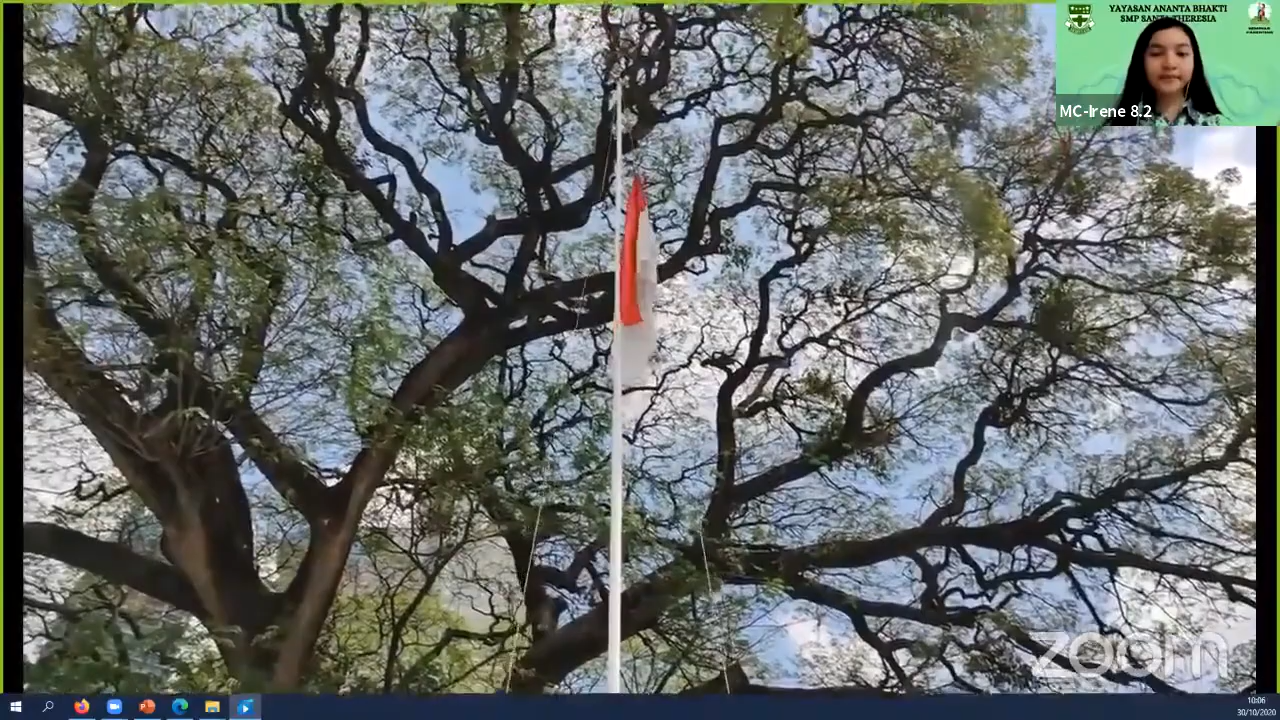 YAYASAN ANANTA BHAKTI
SMP SANTA THERESIA
MC-Irene 8.2
zoom
10:06
30/10/2020